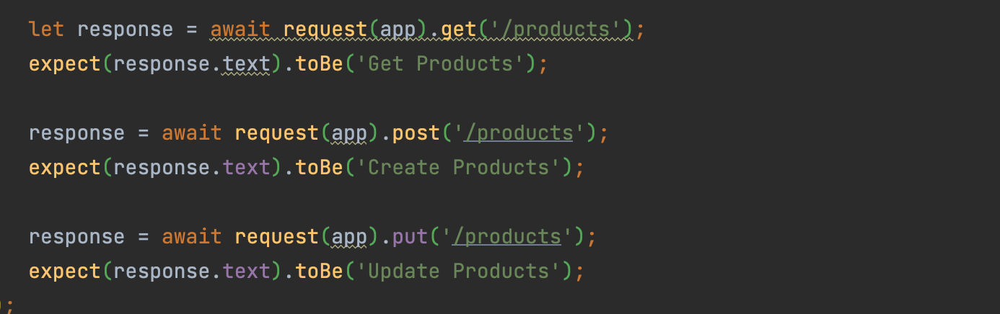 let response = await request(app).get('/products');
expect(response.text).toBe('Get Products');
response = await request(app).post('/products');
expect(response.text).toBe('Create Products');
response = await request(app).put('/products');
expect(response.text).toBe('Update Products');
);